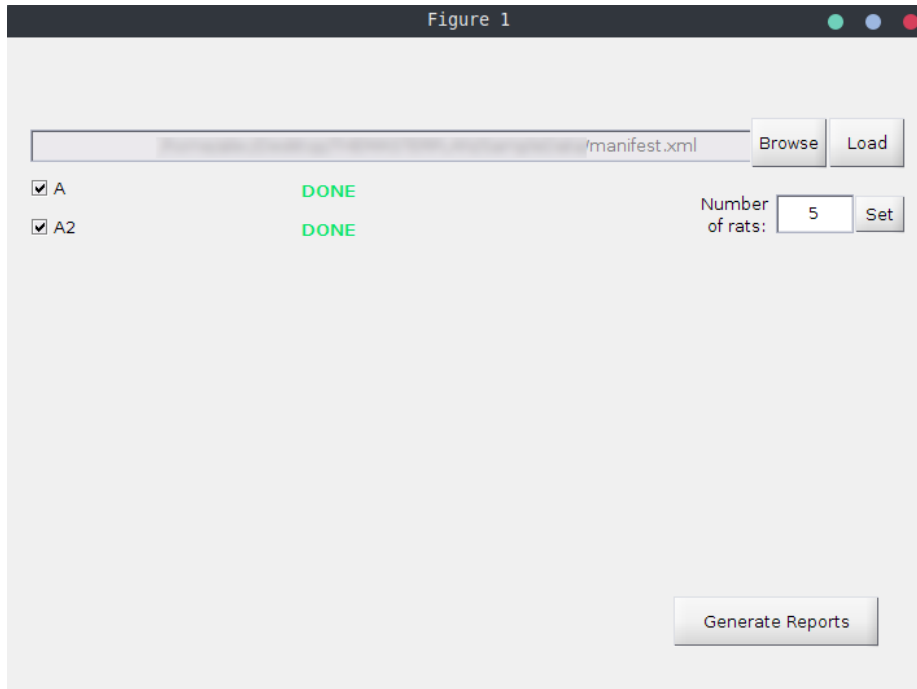 Figure 1
/manifest.xml
Browse
Load
A
DONE
Number
of rats:
5
Set
A2
DONE
Generate Reports